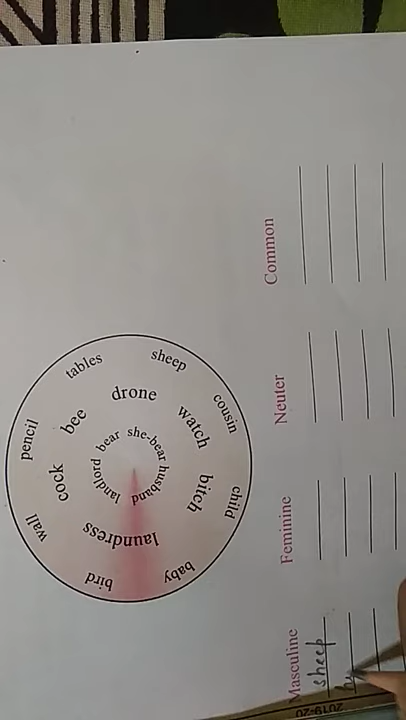 tables
sheep
pencil
cousin
wall
child
bird
baby
drone
bee
watch
cock
bitch
laundress
bear
she-bear
landlord
husband
Masculine Feminine Neuter Common
sheep
2019-20